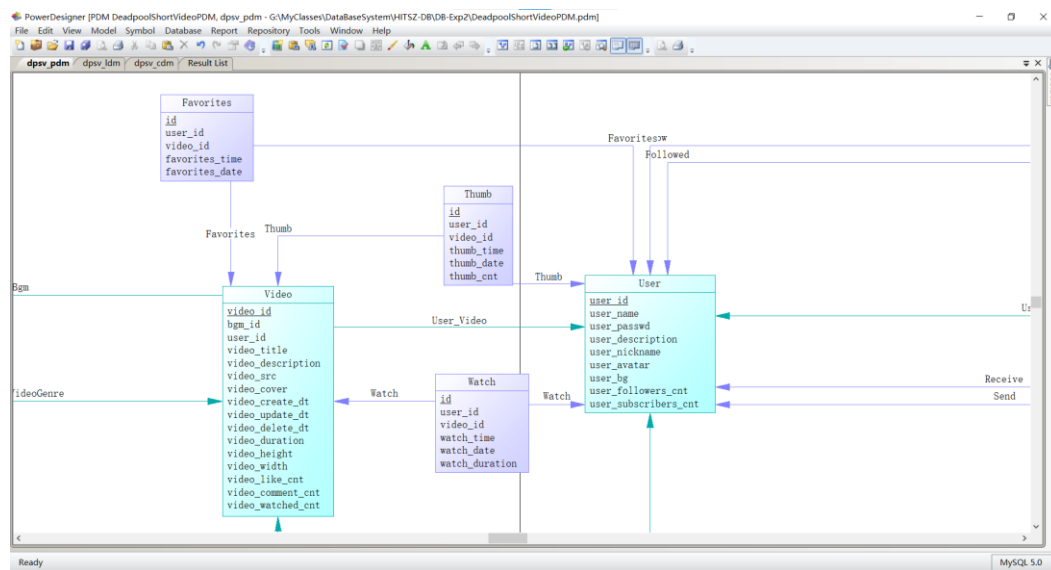 PowerDesigner [PDM DeadpoolShortVideoPDM, dpsv_pdm - G:\MyClasses\DataBaseSystem\HITSZ-DB\DB-Exp2\DeadpoolShortVideoPDM.pdm]
File Edit View Model Symbol Database Report Repository Tools Window Help
dpsv_pdm dpsv_ldm dpsv_cdm Result List
Favorites
id
user_id
video_id
favorites_time
favorites_date
Favorites
Followed
Thumb
id
user_id
video_id
thumb_time
thumb_date
thumb_cnt
Favorites
Thumb
Thumb
Bgm
Video
video_id
bgm_id
user_id
video_title
video_description
video_src
video_cover
video_create_dt
video_update_dt
video_delete_dt
video_duration
video_height
video_width
video_like_cnt
video_comment_cnt
video_watched_cnt
User_Video
User
user_id
user_name
user_passwd
user_description
user_nickname
user_avatar
user_bg
user_followers_cnt
user_subscribers_cnt
ideoGenre
Watch
Watch
id
user_id
video_id
watch_time
watch_date
watch_duration
Watch
Receive
Send
Ready
MySQL 5.0